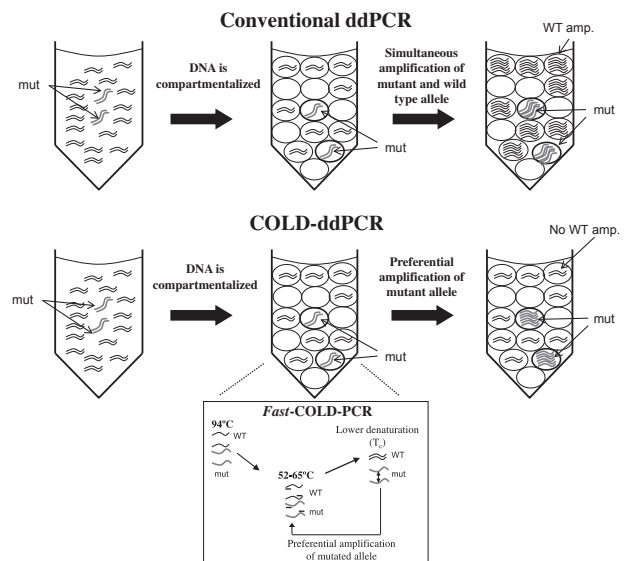 Conventional ddPCR
WT amp.
DNA is
compartmentalized
Simultaneous
amplification of
mutant and wild
type allele
mut
mut
mut
COLD-ddPCR
No WT amp.
DNA is
compartmentalized
Preferential
amplification of
mutant allele
mut
mut
mut
Fast-COLD-PCR
94ºC
WT
mut
52-65ºC
WT
mut
Lower denaturation
(Tc)
WT
mut
Preferential amplification
of mutated allele